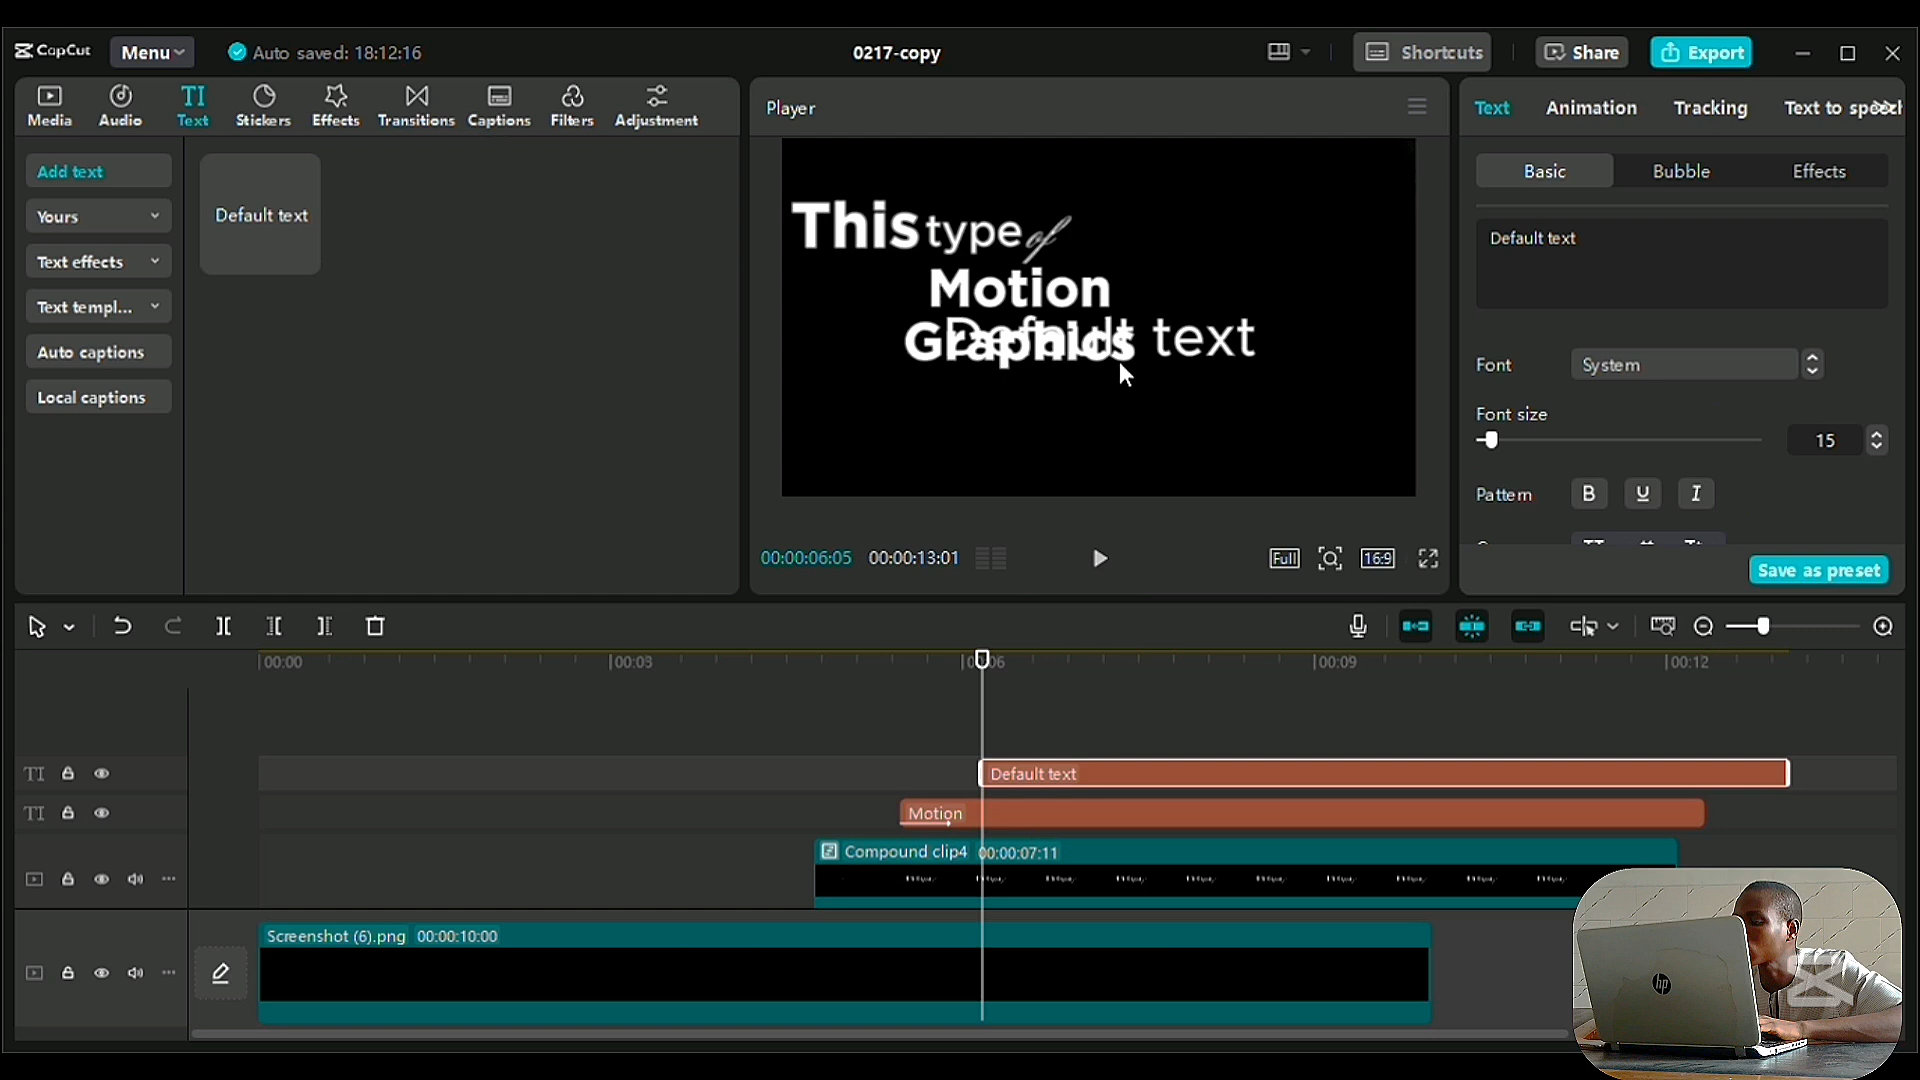 CapCut Menu Auto saved: 18:12:16 0217-copy Shortcuts Share Export
Media Audio TI Text Stickers Effects Transitions Captions Filters Adjustment
Add text
Yours
Text effects
Text templ...
Auto captions
Local captions
Default text
Player
This type of
Motion
Graphics
Default text
00:00:06:05 00:00:13:01 Full 16:9
Text Animation Tracking Text to speech
Basic Bubble Effects
Default text
Font System
Font size
15
Pattern B U I
Save as preset
00:00 00:03 00:06 00:09 00:12
TI Default text
TI Motion
Compound clip4 00:00:07:11
Screenshot (6).png 00:00:10:00
hp